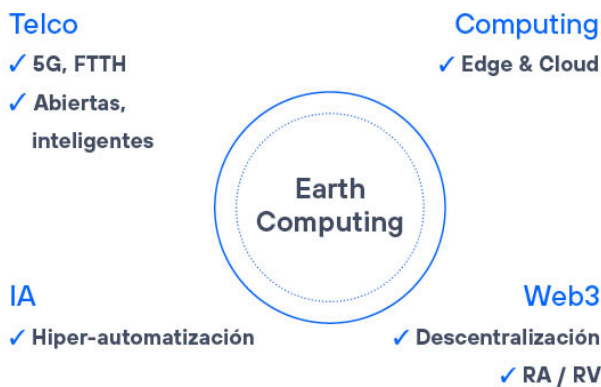 Telco
✓ 5G, FTTH
✓ Abiertas,
inteligentes
Computing
✓ Edge & Cloud
Earth
Computing
IA
✓ Hiper-automatización
Web3
✓ Descentralización
✓ RA / RV